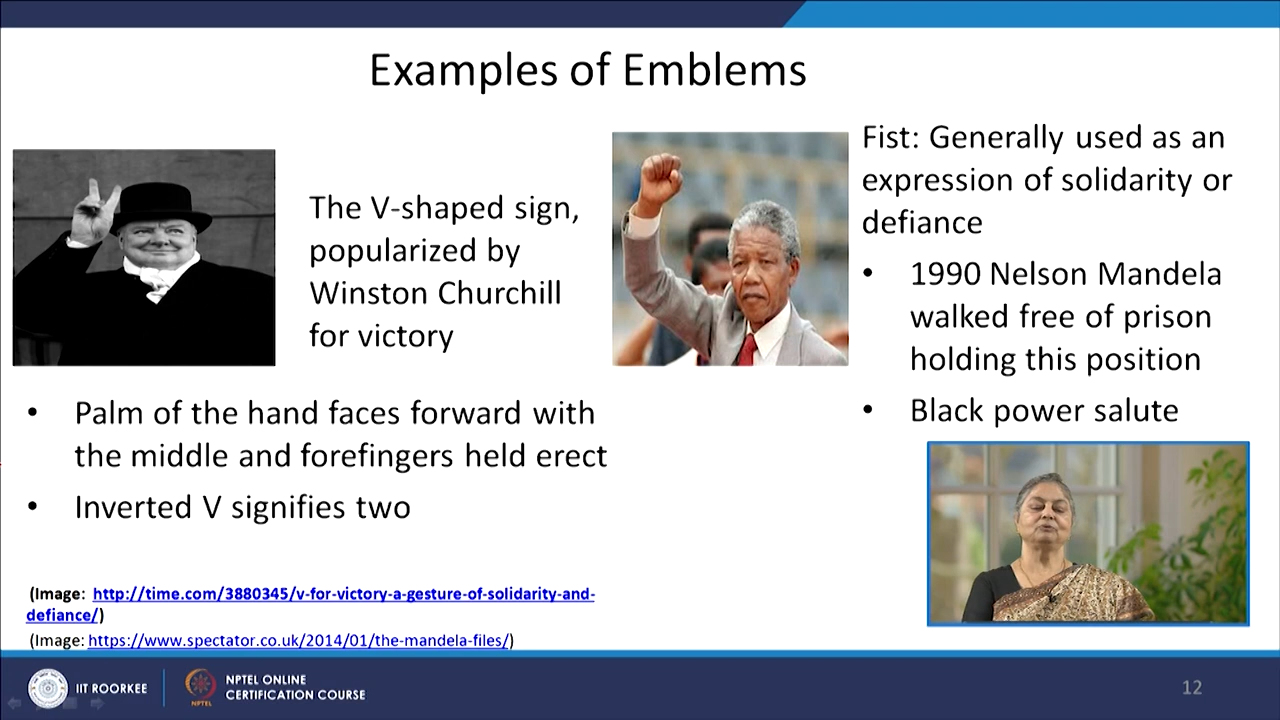 Examples of Emblems
The V-shaped sign,
popularized by
Winston Churchill
for victory
• Palm of the hand faces forward with
the middle and forefingers held erect
• Inverted V signifies two
Fist: Generally used as an
expression of solidarity or
defiance
• 1990 Nelson Mandela
walked free of prison
holding this position
• Black power salute
(Image: http://time.com/3880345/v-for-victory-a-gesture-of-solidarity-and-
defiance/)
(Image: https://www.spectator.co.uk/2014/01/the-mandela-files/)
IIT ROORKEE
NPTEL
NPTEL ONLINE
CERTIFICATION COURSE
12